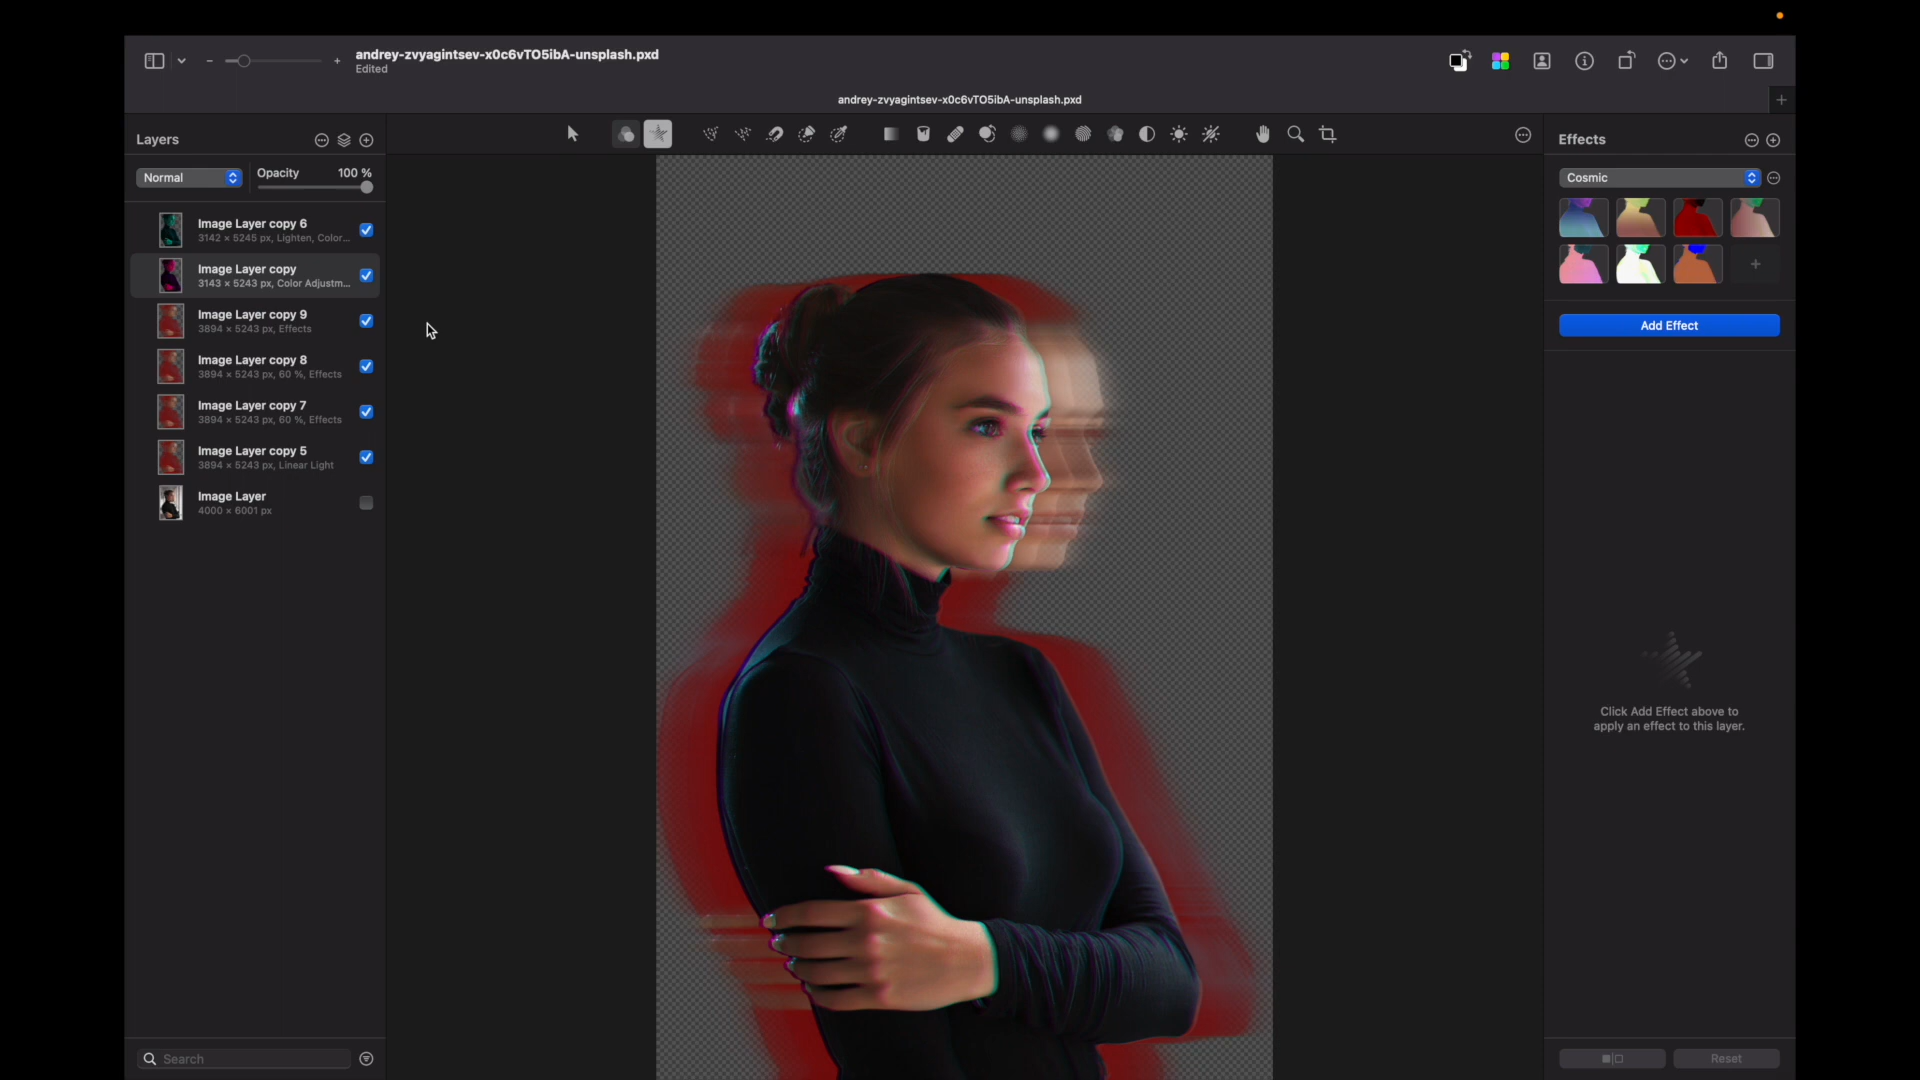 andrey-zvyagintsev-x0c6vTO5ibA-unsplash.pxd
Edited
andrey-zvyagintsev-x0c6vTO5ibA-unsplash.pxd
Layers
Normal
Opacity 100 %
Image Layer copy 6
3142 × 5245 px, Lighten, Color...
Image Layer copy
3143 × 5243 px, Color Adjustm...
Image Layer copy 9
3894 × 5243 px, Effects
Image Layer copy 8
3894 × 5243 px, 60 %, Effects
Image Layer copy 7
3894 × 5243 px, 60 %, Effects
Image Layer copy 5
3894 × 5243 px, Linear Light
Image Layer
4000 × 6001 px
Search
Effects
Cosmic
Add Effect
Click Add Effect above to
apply an effect to this layer.
Reset